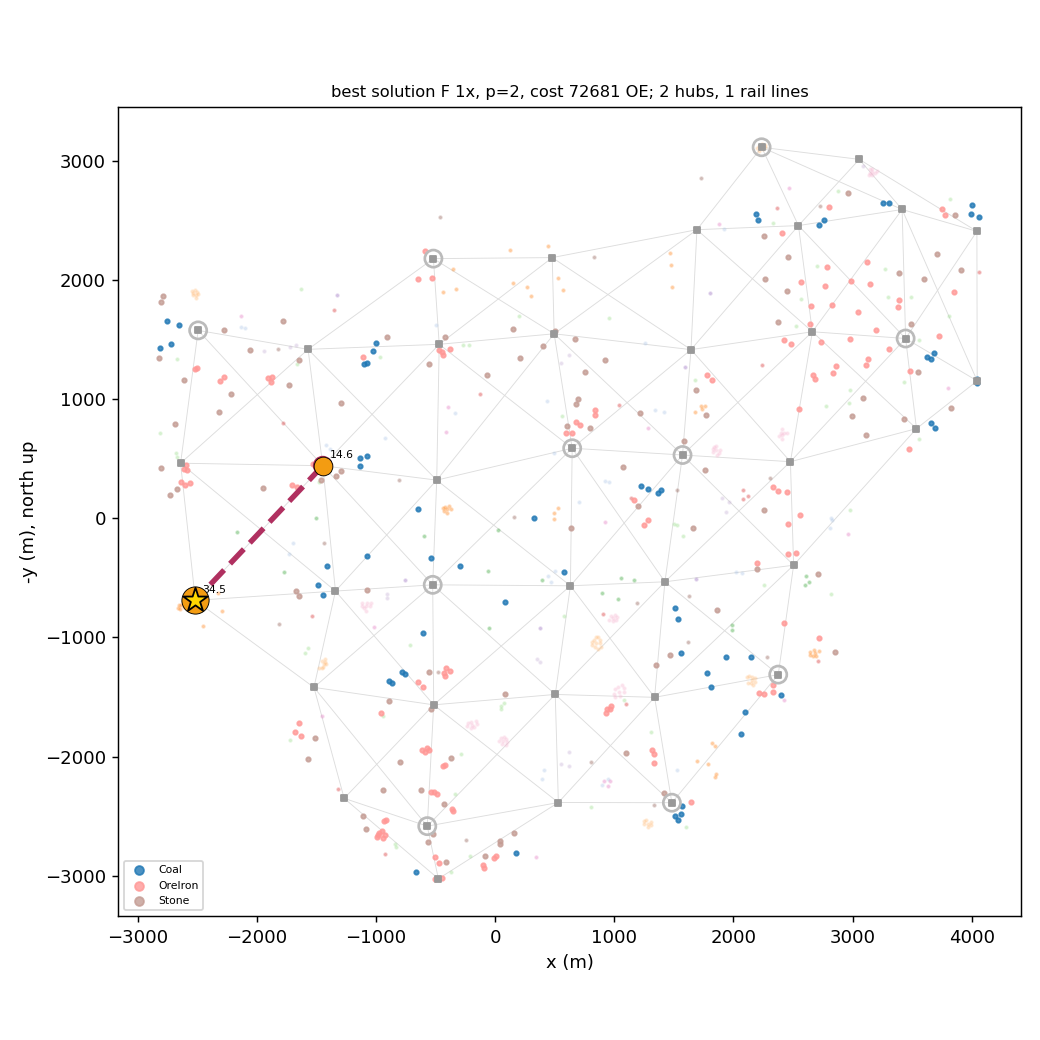 best solution F 1x, p=2, cost 72681 OE; 2 hubs, 1 rail lines
-y (m), north up
3000
2000
1000
0
−1000
−2000
−3000
14.6
34.5
Coal
OreIron
Stone
−3000 −2000 −1000 0 1000 2000 3000 4000
x (m)